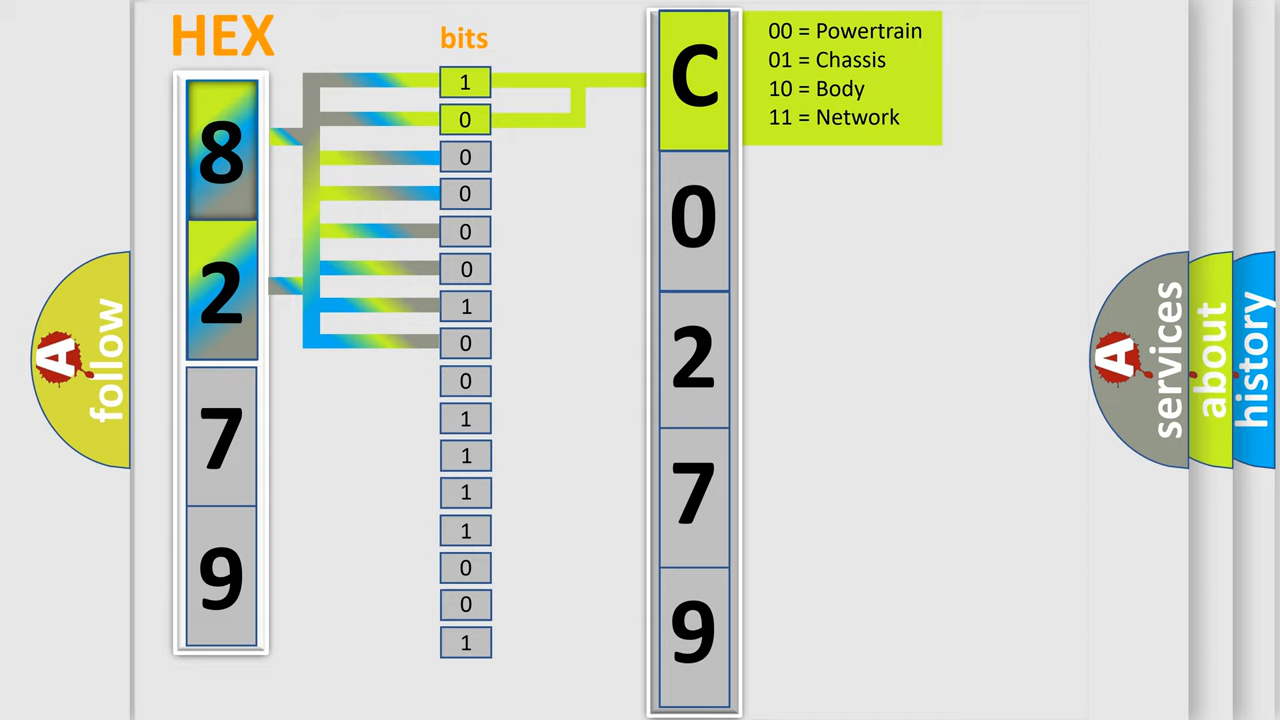 HEX
bits
8
2
7
9
1
0
0
0
0
0
1
0
0
1
1
1
1
0
0
1
C
0
2
7
9
00 = Powertrain
01 = Chassis
10 = Body
11 = Network
A
follow
A
services
about
history